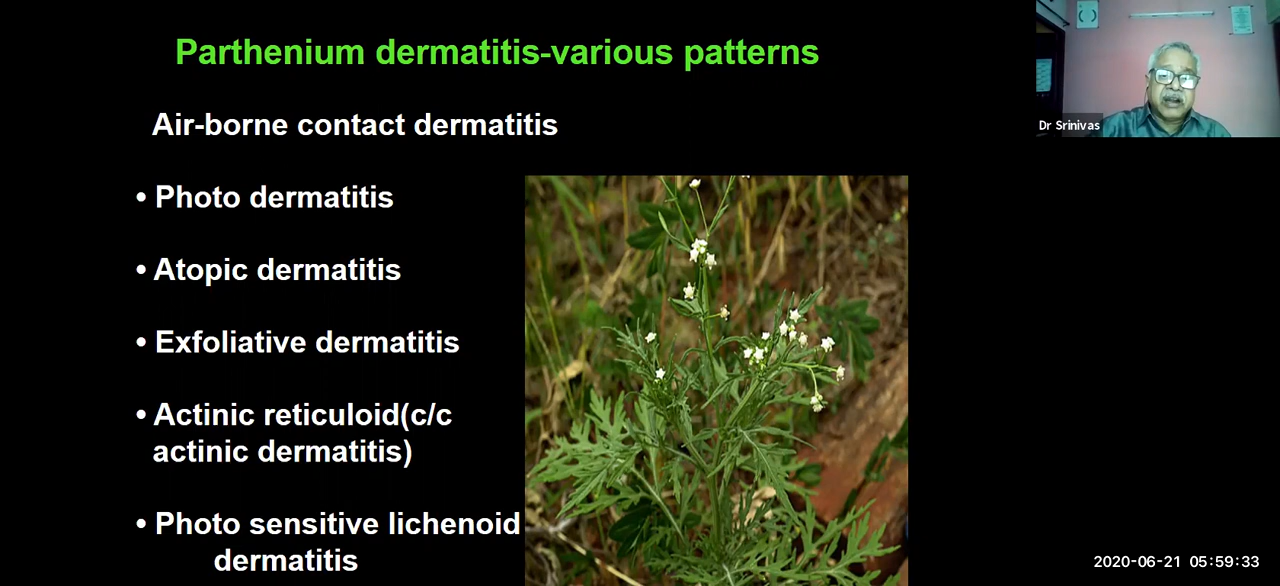 Parthenium dermatitis-various patterns
Air-borne contact dermatitis
• Photo dermatitis
• Atopic dermatitis
• Exfoliative dermatitis
• Actinic reticuloid(c/c
actinic dermatitis)
• Photo sensitive lichenoid
dermatitis
Dr Srinivas
2020-06-21 05:59:33